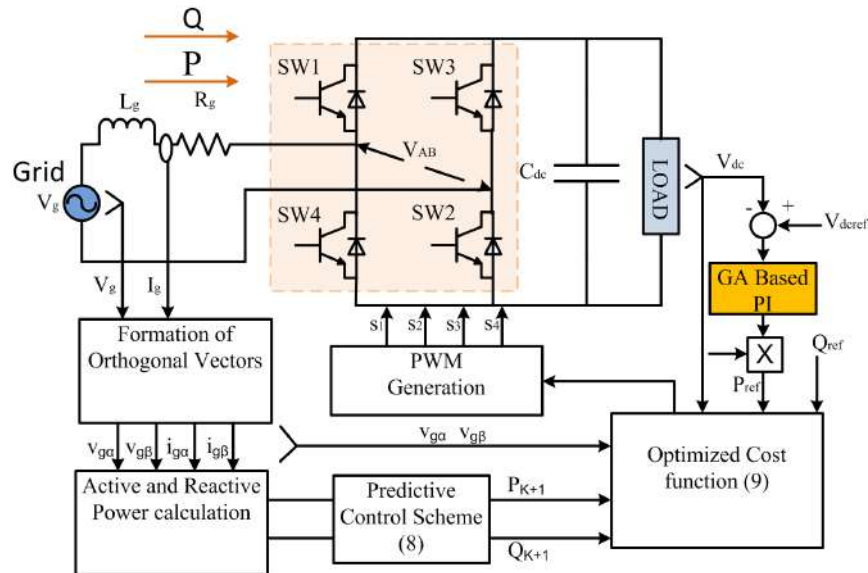 Q
P
Rg
Lg
Grid
Vg
Vg
Ig
SW1
SW3
VAB
SW4
SW2
Cdc
LOAD
Vdc
-
+
Vdcref
GA Based
PI
X
Pref
Qref
S1 S2 S3 S4
PWM
Generation
Formation of
Orthogonal Vectors
vgα vgβ igα igβ
vgα vgβ
Active and Reactive
Power calculation
Predictive
Control Scheme
(8)
PK+1
QK+1
Optimized Cost
function (9)